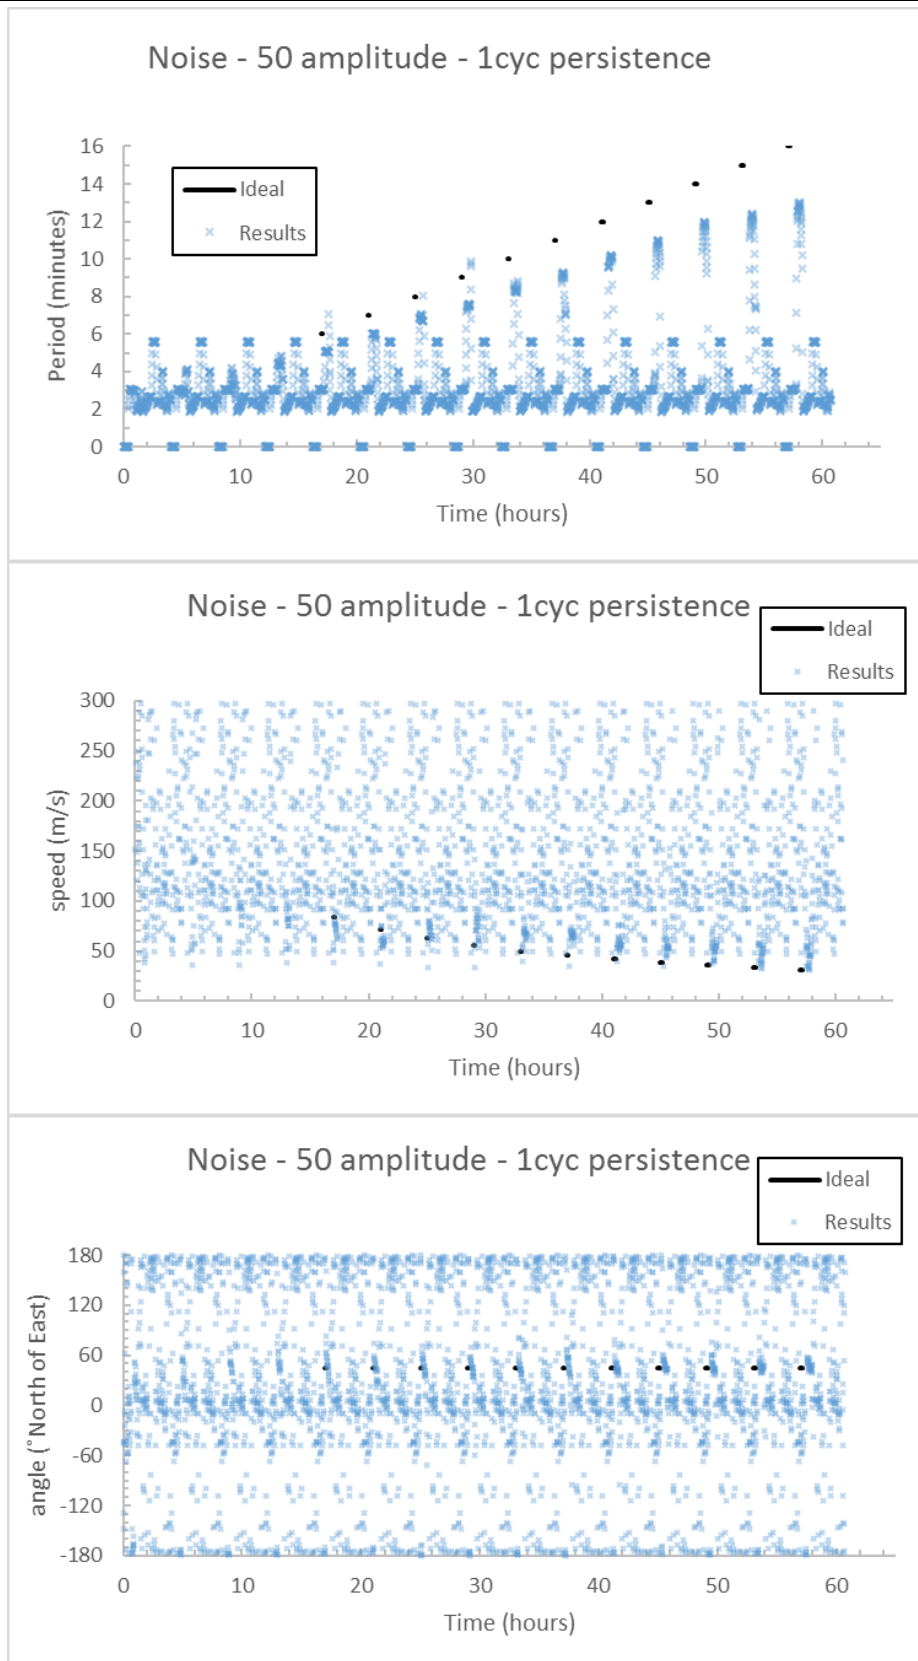 Noise - 50 amplitude - 1cyc persistence
16
14
12
10
8
6
4
2
0
Period (minutes)
Ideal
Results
0 10 20 30 40 50 60
Time (hours)
Noise - 50 amplitude - 1cyc persistence
Ideal
Results
300
250
200
150
100
50
0
speed (m/s)
0 10 20 30 40 50 60
Time (hours)
Noise - 50 amplitude - 1cyc persistence
Ideal
Results
180
120
60
0
-60
-120
-180
angle (°North of East)
0 10 20 30 40 50 60
Time (hours)